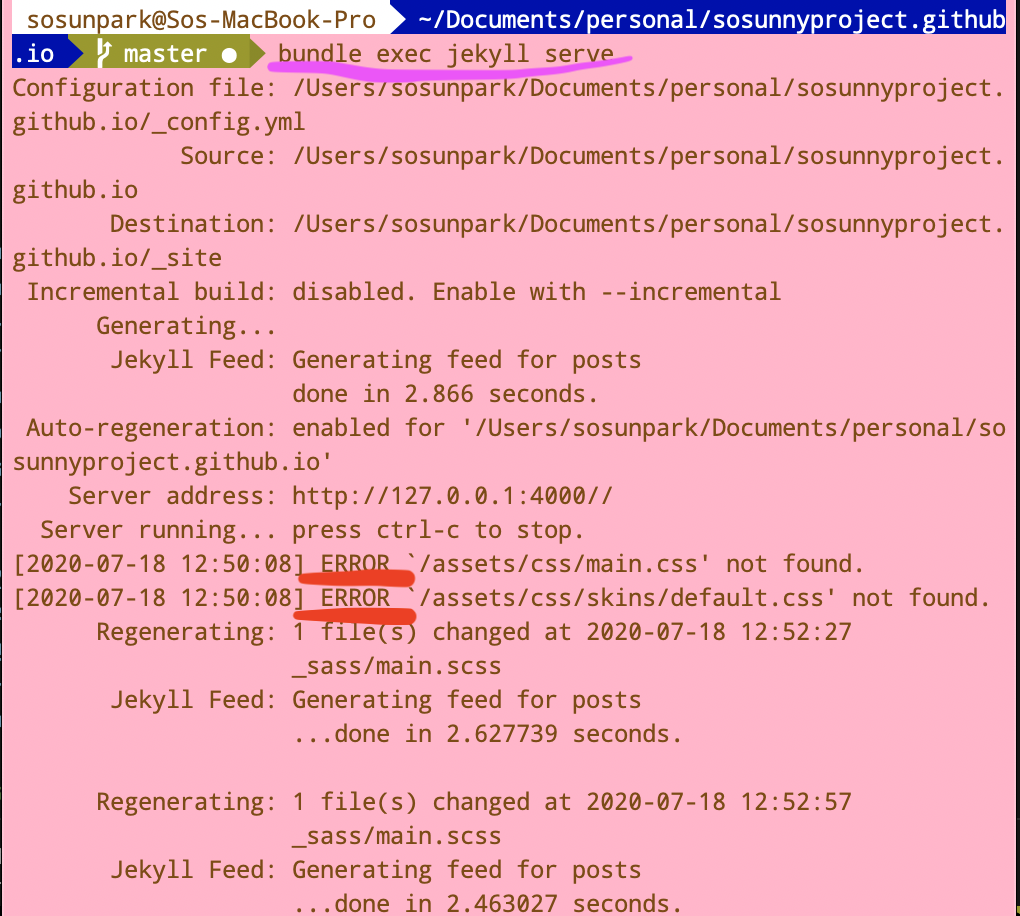 sosunpark@Sos-MacBook-Pro ~/Documents/personal/sosunnyproject.github
.io master ● bundle exec jekyll serve
Configuration file: /Users/sosunpark/Documents/personal/sosunnyproject.
github.io/_config.yml
Source: /Users/sosunpark/Documents/personal/sosunnyproject.
github.io
Destination: /Users/sosunpark/Documents/personal/sosunnyproject.
github.io/_site
Incremental build: disabled. Enable with --incremental
Generating...
Jekyll Feed: Generating feed for posts
done in 2.866 seconds.
Auto-regeneration: enabled for '/Users/sosunpark/Documents/personal/so
sunnyproject.github.io'
Server address: http://127.0.0.1:4000//
Server running... press ctrl-c to stop.
[2020-07-18 12:50:08] ERROR `/assets/css/main.css' not found.
[2020-07-18 12:50:08] ERROR `/assets/css/skins/default.css' not found.
Regenerating: 1 file(s) changed at 2020-07-18 12:52:27
_sass/main.scss
Jekyll Feed: Generating feed for posts
...done in 2.627739 seconds.
Regenerating: 1 file(s) changed at 2020-07-18 12:52:57
_sass/main.scss
Jekyll Feed: Generating feed for posts
...done in 2.463027 seconds.